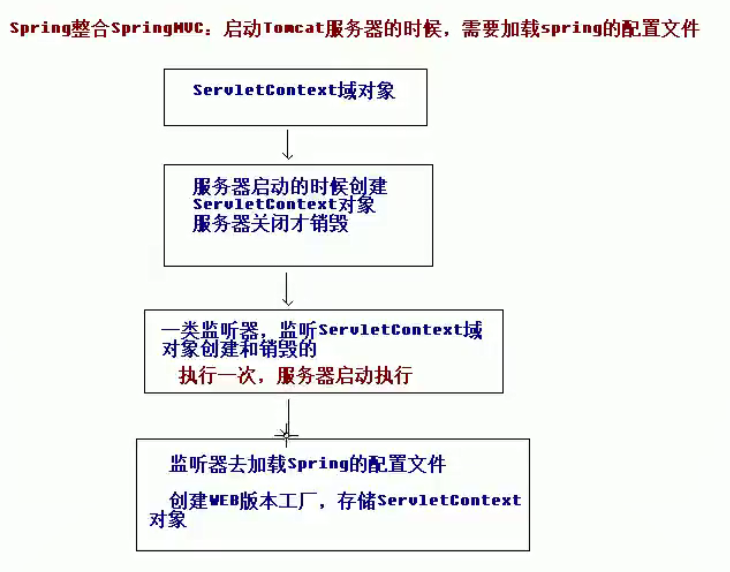 Spring整合SpringMVC：启动Tomcat服务器的时候，需要加载spring的配置文件
ServletContext域对象
服务器启动的时候创建
ServletContext对象
服务器关闭才销毁
一类监听器，监听ServletContext域
对象创建和销毁的
执行一次，服务器启动执行
监听器去加载Spring的配置文件
创建WEB版本工厂，存储ServletContext
对象